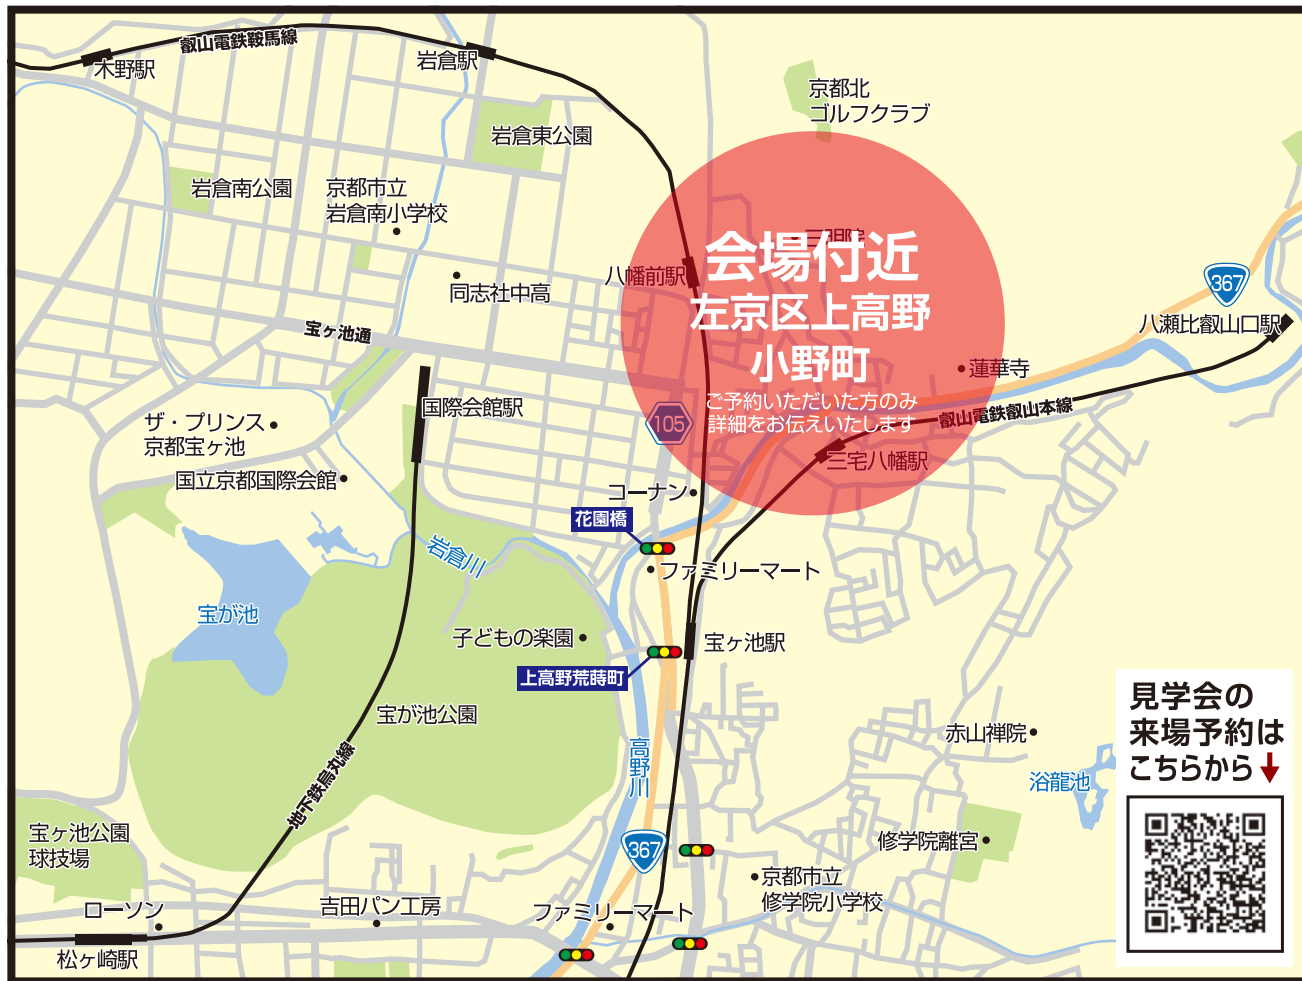 叡山電鉄鞍馬線
木野駅
岩倉駅
京都北
ゴルフクラブ
岩倉東公園
岩倉南公園
京都市立
岩倉南小学校
三明院
会場付近
左京区上高野
小野町
ご予約いただいた方のみ
詳細をお伝えいたします
八幡前駅
同志社中高
367
八瀬比叡山口駅
宝ヶ池通
蓮華寺
国際会館駅
叡山電鉄叡山本線
105
ザ・プリンス
京都宝ヶ池
三宅八幡駅
国立京都国際会館
コーナン
花園橋
岩倉川
ファミリーマート
宝が池
子どもの楽園
宝ヶ池駅
上高野荒蒔町
宝が池公園
高野川
地下鉄烏丸線
赤山禅院
浴龍池
見学会の
来場予約は
こちらから
宝ヶ池公園
球技場
367
修学院離宮
京都市立
修学院小学校
ローソン
吉田パン工房
ファミリーマート
松ヶ崎駅